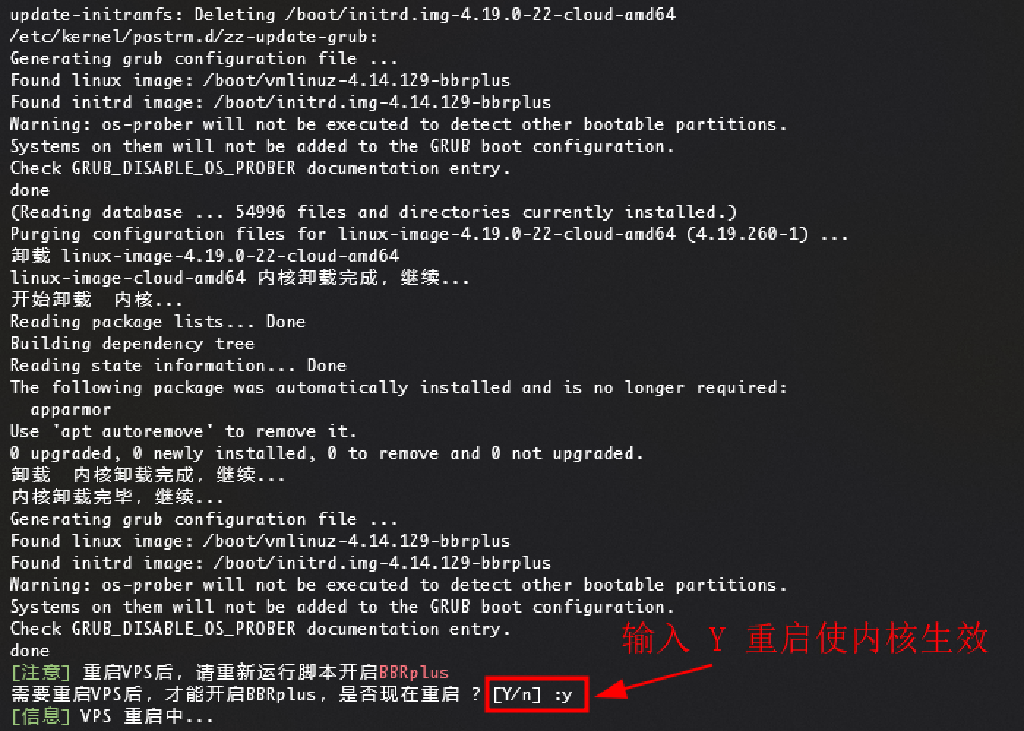 update-initramfs: Deleting /boot/initrd.img-4.19.0-22-cloud-amd64
/etc/kernel/postrm.d/zz-update-grub:
Generating grub configuration file ...
Found linux image: /boot/vmlinuz-4.14.129-bbrplus
Found initrd image: /boot/initrd.img-4.14.129-bbrplus
Warning: os-prober will not be executed to detect other bootable partitions.
Systems on them will not be added to the GRUB boot configuration.
Check GRUB_DISABLE_OS_PROBER documentation entry.
done
(Reading database ... 54996 files and directories currently installed.)
Purging configuration files for linux-image-4.19.0-22-cloud-amd64 (4.19.260-1) ...
卸载 linux-image-4.19.0-22-cloud-amd64
linux-image-cloud-amd64 内核卸载完成，继续...
开始卸载  内核...
Reading package lists... Done
Building dependency tree
Reading state information... Done
The following package was automatically installed and is no longer required:
  apparmor
Use 'apt autoremove' to remove it.
0 upgraded, 0 newly installed, 0 to remove and 0 not upgraded.
卸载  内核卸载完成，继续...
内核卸载完毕，继续...
Generating grub configuration file ...
Found linux image: /boot/vmlinuz-4.14.129-bbrplus
Found initrd image: /boot/initrd.img-4.14.129-bbrplus
Warning: os-prober will not be executed to detect other bootable partitions.
Systems on them will not be added to the GRUB boot configuration.
Check GRUB_DISABLE_OS_PROBER documentation entry.
输入 Y 重启使内核生效
done
[注意] 重启VPS后，请重新运行脚本开启BBRplus
需要重启VPS后，才能开启BBRplus，是否现在重启 ? [Y/n] :y
[信息] VPS 重启中...